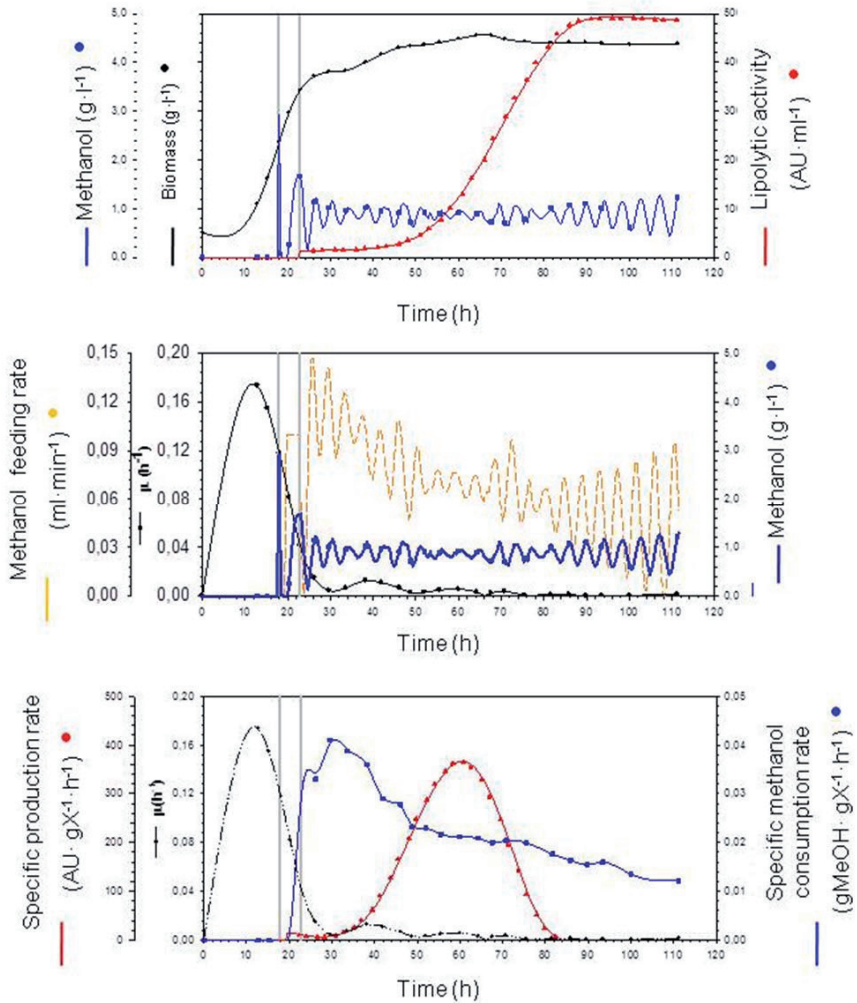 Methanol (g·l⁻¹)
5,0
4,0
3,0
2,0
1,0
0,0
Biomass (g·l⁻¹)
50
40
30
20
10
0
50
40
30
20
10
0
Lipolytic activity
(AU·ml⁻¹)
0 10 20 30 40 50 60 70 80 90 100 110 120
Time (h)
Methanol feeding rate
(ml·min⁻¹)
0,15
0,12
0,09
0,06
0,03
0,00
μ (h⁻¹)
0,20
0,16
0,12
0,08
0,04
0,00
5,0
4,0
3,0
2,0
1,0
0,0
Methanol (g·l⁻¹)
0 10 20 30 40 50 60 70 80 90 100 110 120
Time (h)
Specific production rate
(AU· gX⁻¹·h⁻¹)
500
400
300
200
100
0
μ(h⁻¹)
0,20
0,16
0,12
0,08
0,04
0,00
0,05
0,04
0,03
0,02
0,01
0,00
Specific methanol
consumption rate
(gMeOH· gX⁻¹·h⁻¹)
0 10 20 30 40 50 60 70 80 90 100 110 120
Time (h)